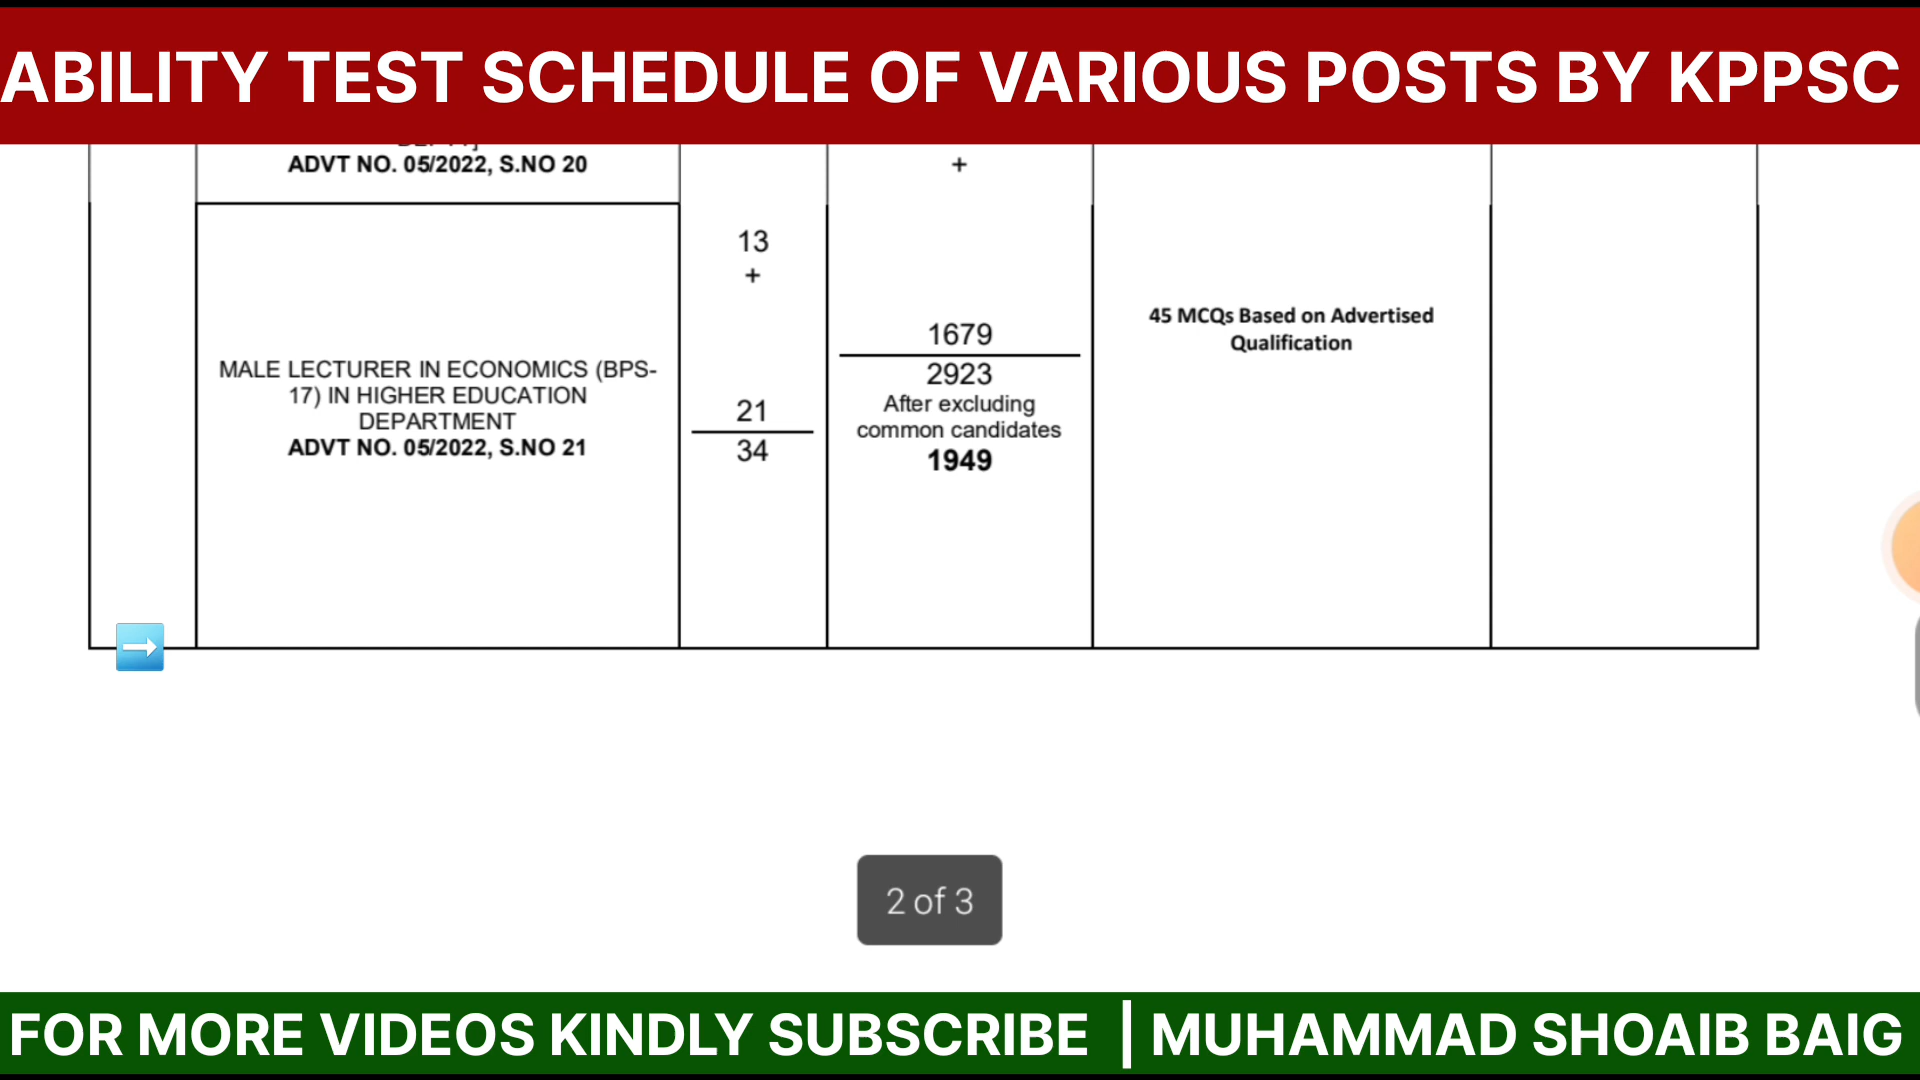 ABILITY TEST SCHEDULE OF VARIOUS POSTS BY KPPSC
ADVT NO. 05/2022, S.NO 20
+
13
+
MALE LECTURER IN ECONOMICS (BPS-
17) IN HIGHER EDUCATION
DEPARTMENT
ADVT NO. 05/2022, S.NO 21
21
34
1679
2923
After excluding
common candidates
1949
45 MCQs Based on Advertised
Qualification
2 of 3
FOR MORE VIDEOS KINDLY SUBSCRIBE | MUHAMMAD SHOAIB BAIG